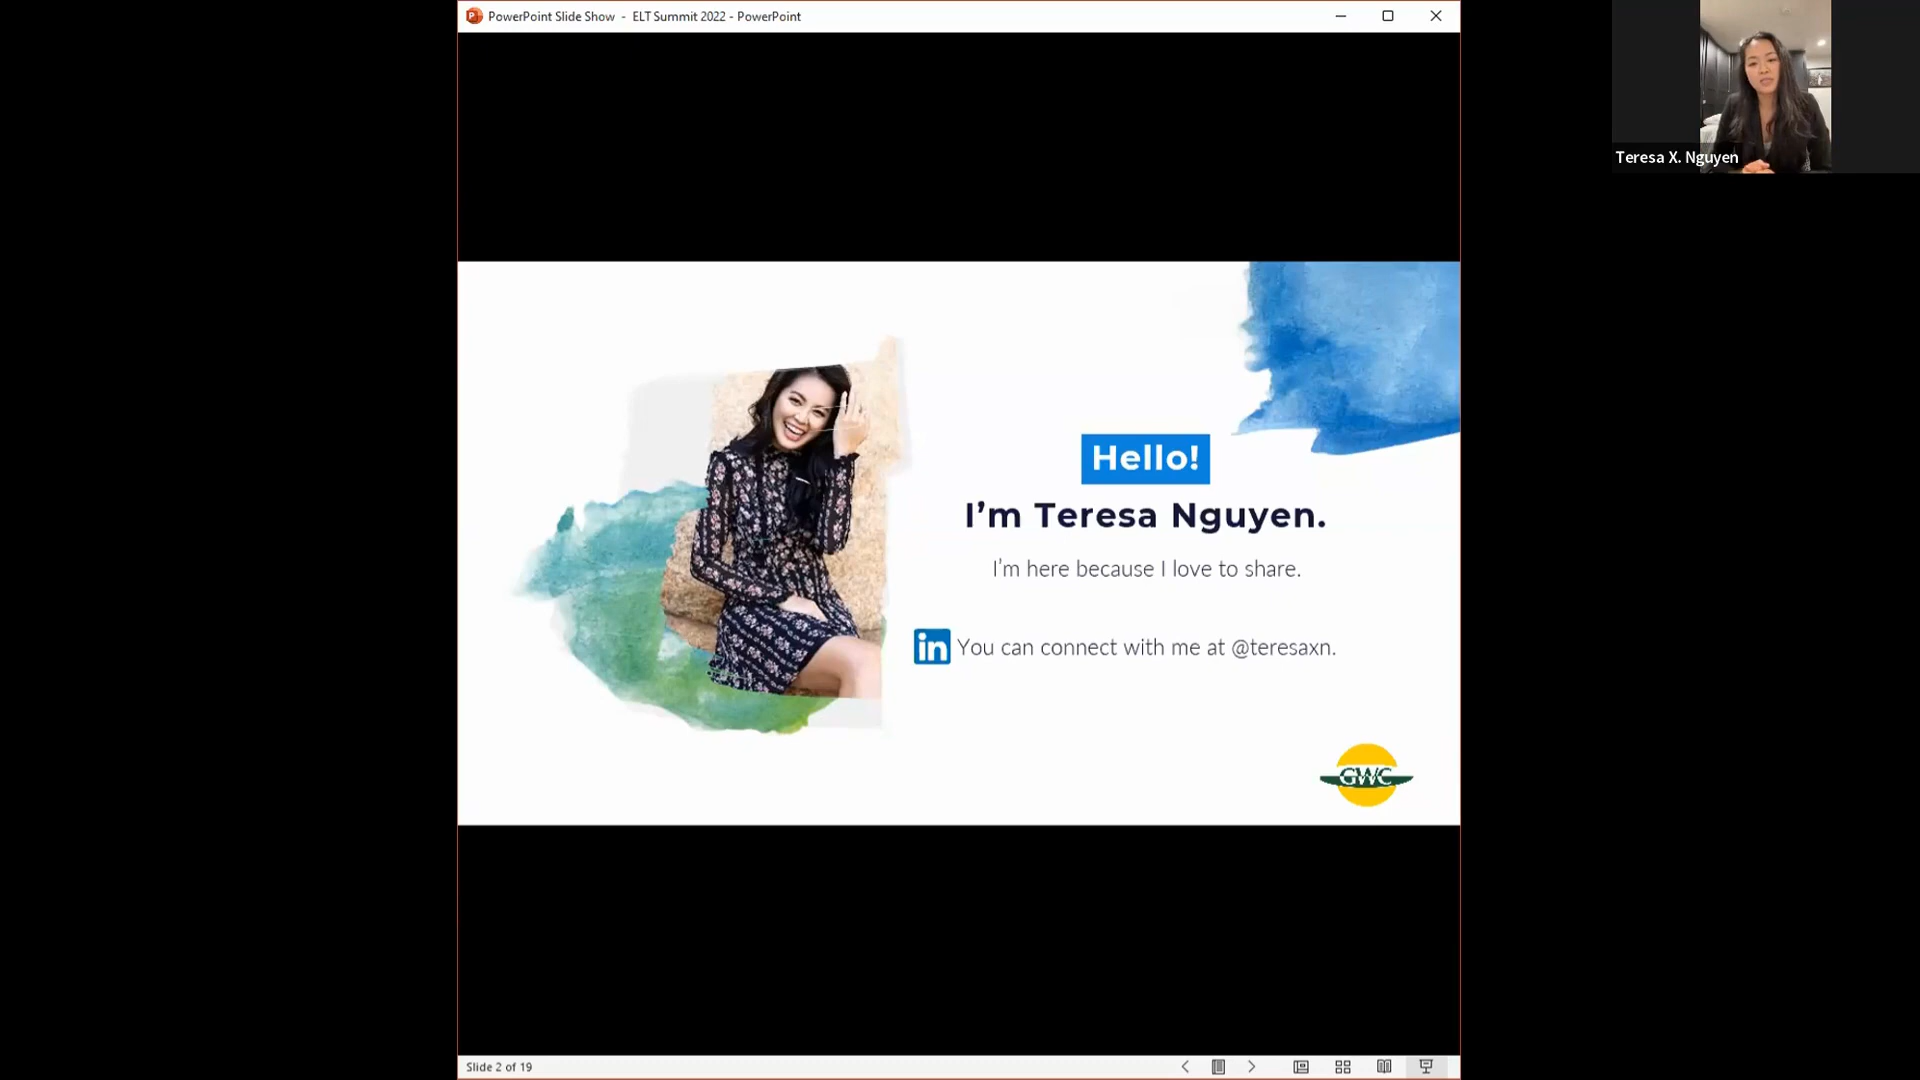 PowerPoint Slide Show - ELT Summit 2022 - PowerPoint
Teresa X. Nguyen
Hello!
I'm Teresa Nguyen.
I'm here because I love to share.
in You can connect with me at @teresaxn.
GWC
Slide 2 of 19